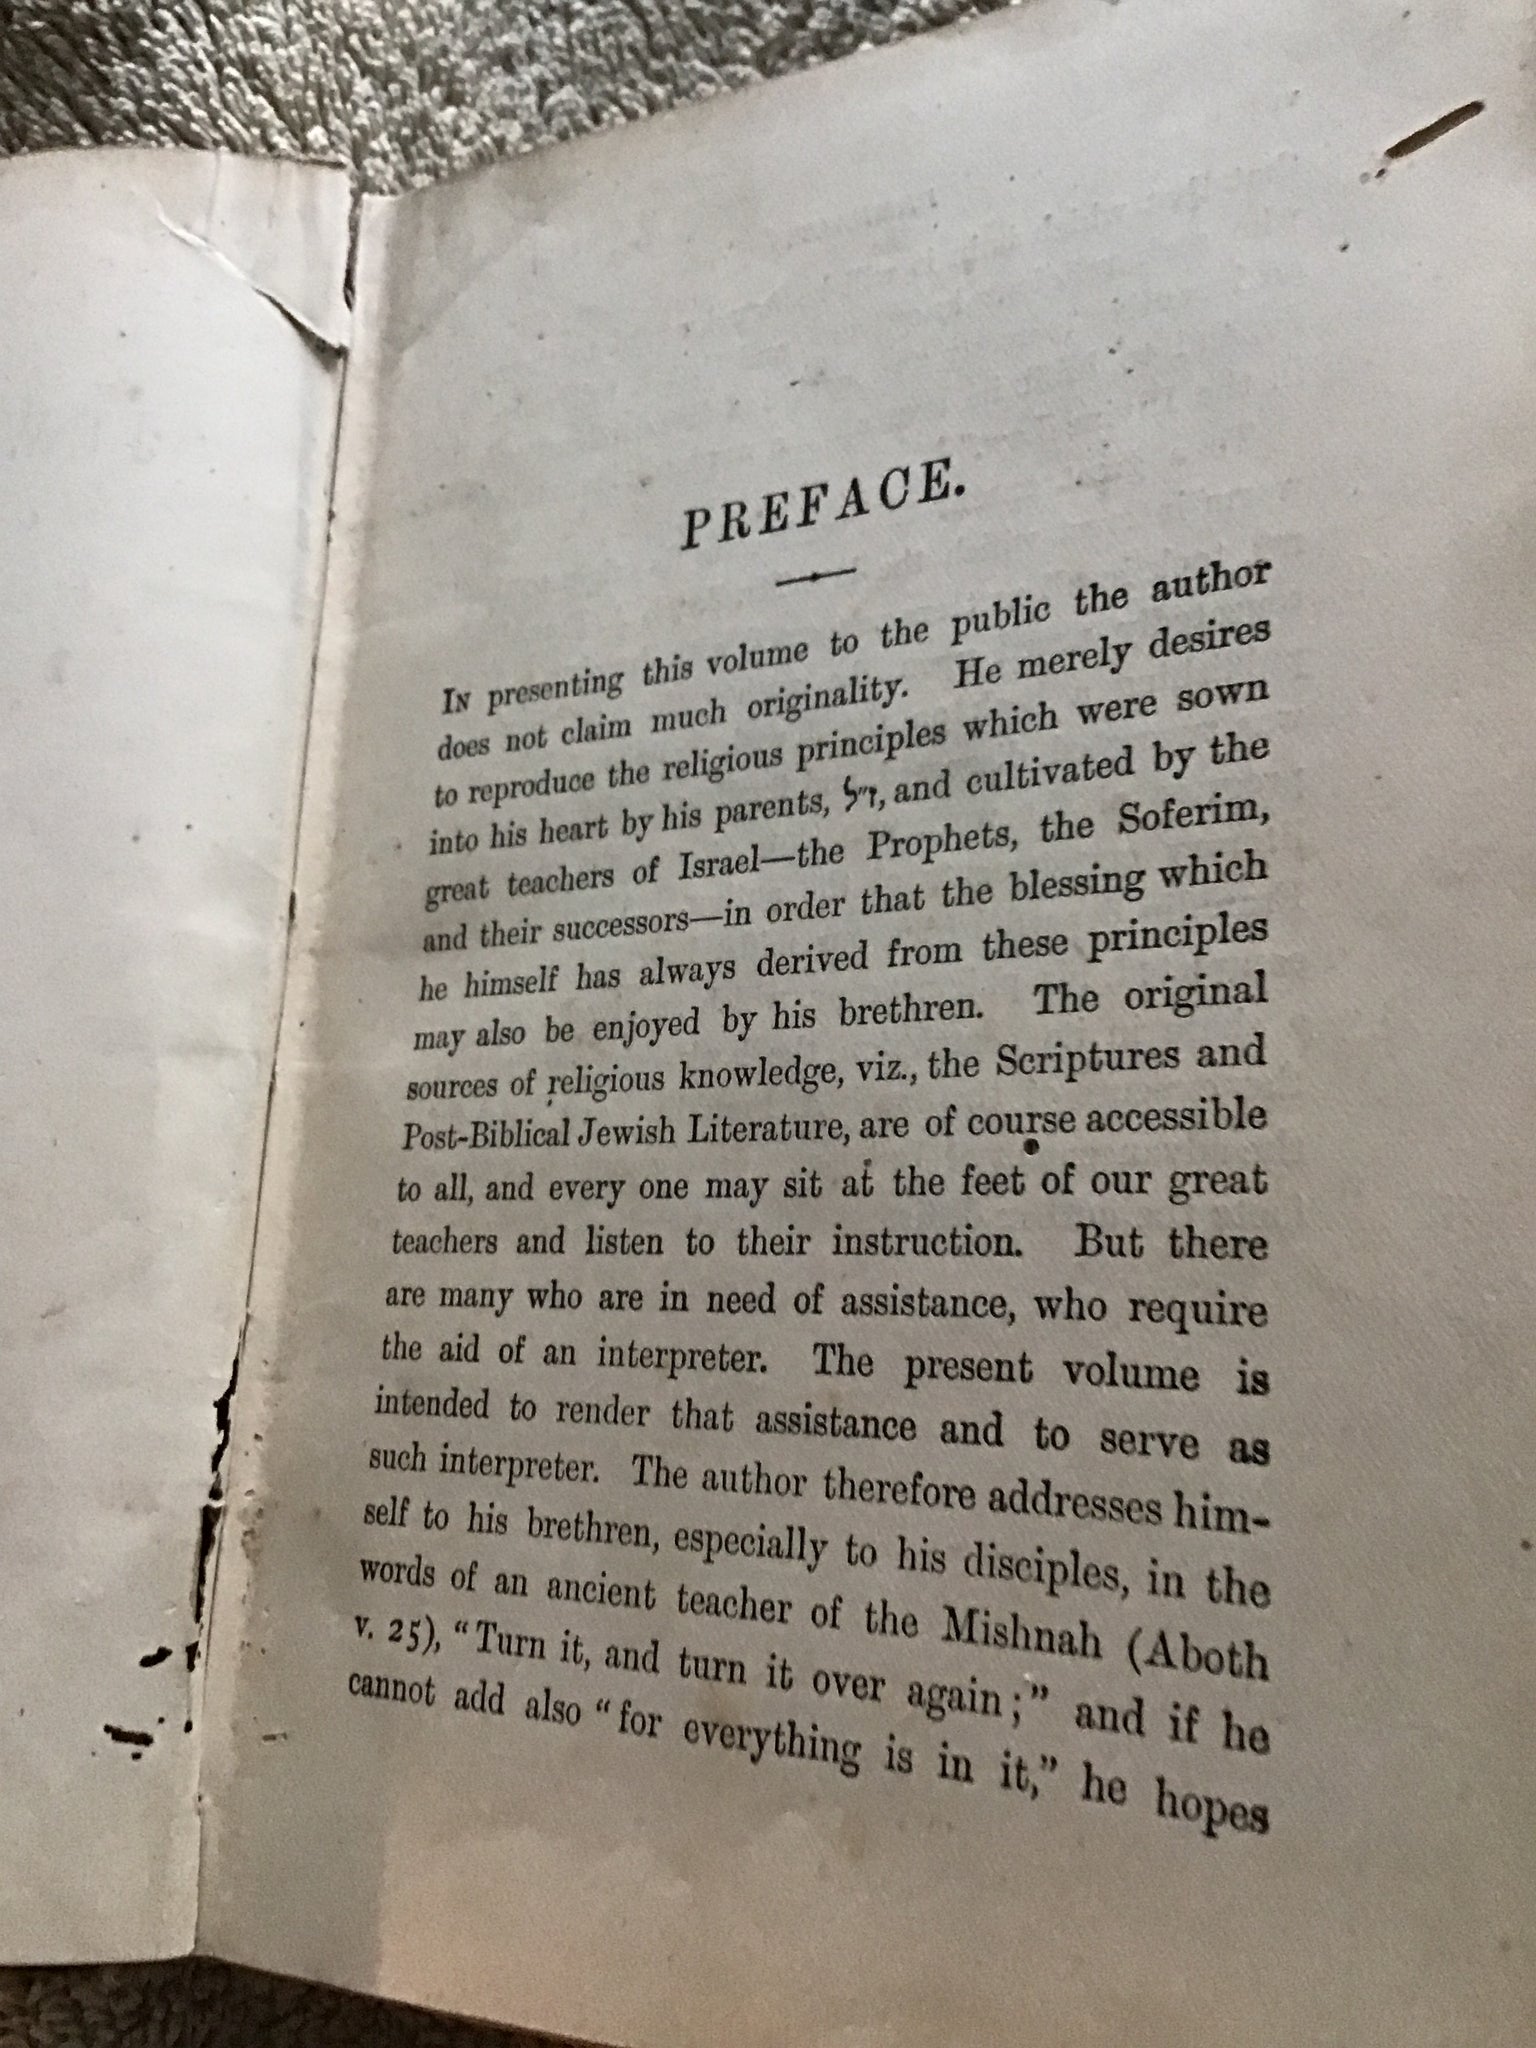 PREFACE.
In presenting this volume to the public the author
does not claim much originality. He merely desires
to reproduce the religious principles which were sown
into his heart by his parents, ז״ל, and cultivated by the
great teachers of Israel—the Prophets, the Soferim,
and their successors—in order that the blessing which
he himself has always derived from these principles
may also be enjoyed by his brethren. The original
sources of religious knowledge, viz., the Scriptures and
Post-Biblical Jewish Literature, are of course accessible
to all, and every one may sit at the feet of our great
teachers and listen to their instruction. But there
are many who are in need of assistance, who require
the aid of an interpreter. The present volume is
intended to render that assistance and to serve as
such interpreter. The author therefore addresses him-
self to his brethren, especially to his disciples, in the
words of an ancient teacher of the Mishnah (Aboth
v. 25), “Turn it, and turn it over again;” and if he
cannot add also “for everything is in it,” he hopes